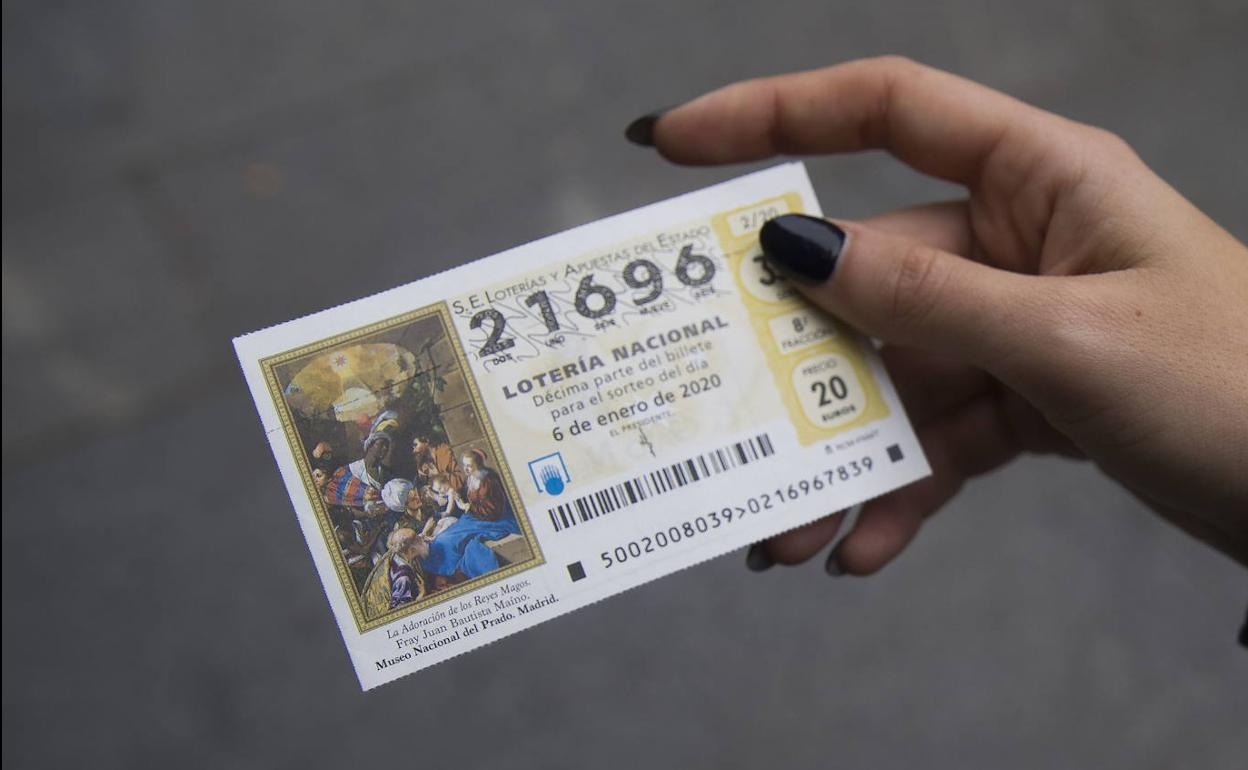 S.E. LOTERÍAS Y APUESTAS DEL ESTADO
21696
DOS UNO SEIS NUEVE SEIS
LOTERÍA NACIONAL
Décima parte del billete
para el sorteo del día
6 de enero de 2020
EL PRESIDENTE,
2/20
8ª
FRACCIÓN
PRECIO
20
EUROS
5002008039>0216967839
La Adoración de los Reyes Magos.
Fray Juan Bautista Maíno.
Museo Nacional del Prado. Madrid.